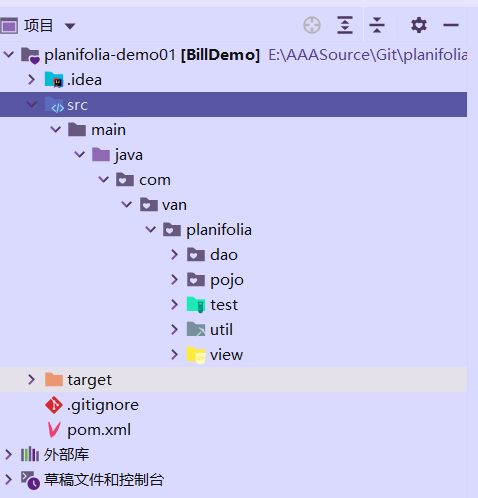 项目
planifolia-demo01 [BillDemo] E:\AAASource\Git\planifolia
.idea
src
main
java
com
van
planifolia
dao
pojo
test
util
view
target
.gitignore
pom.xml
外部库
草稿文件和控制台